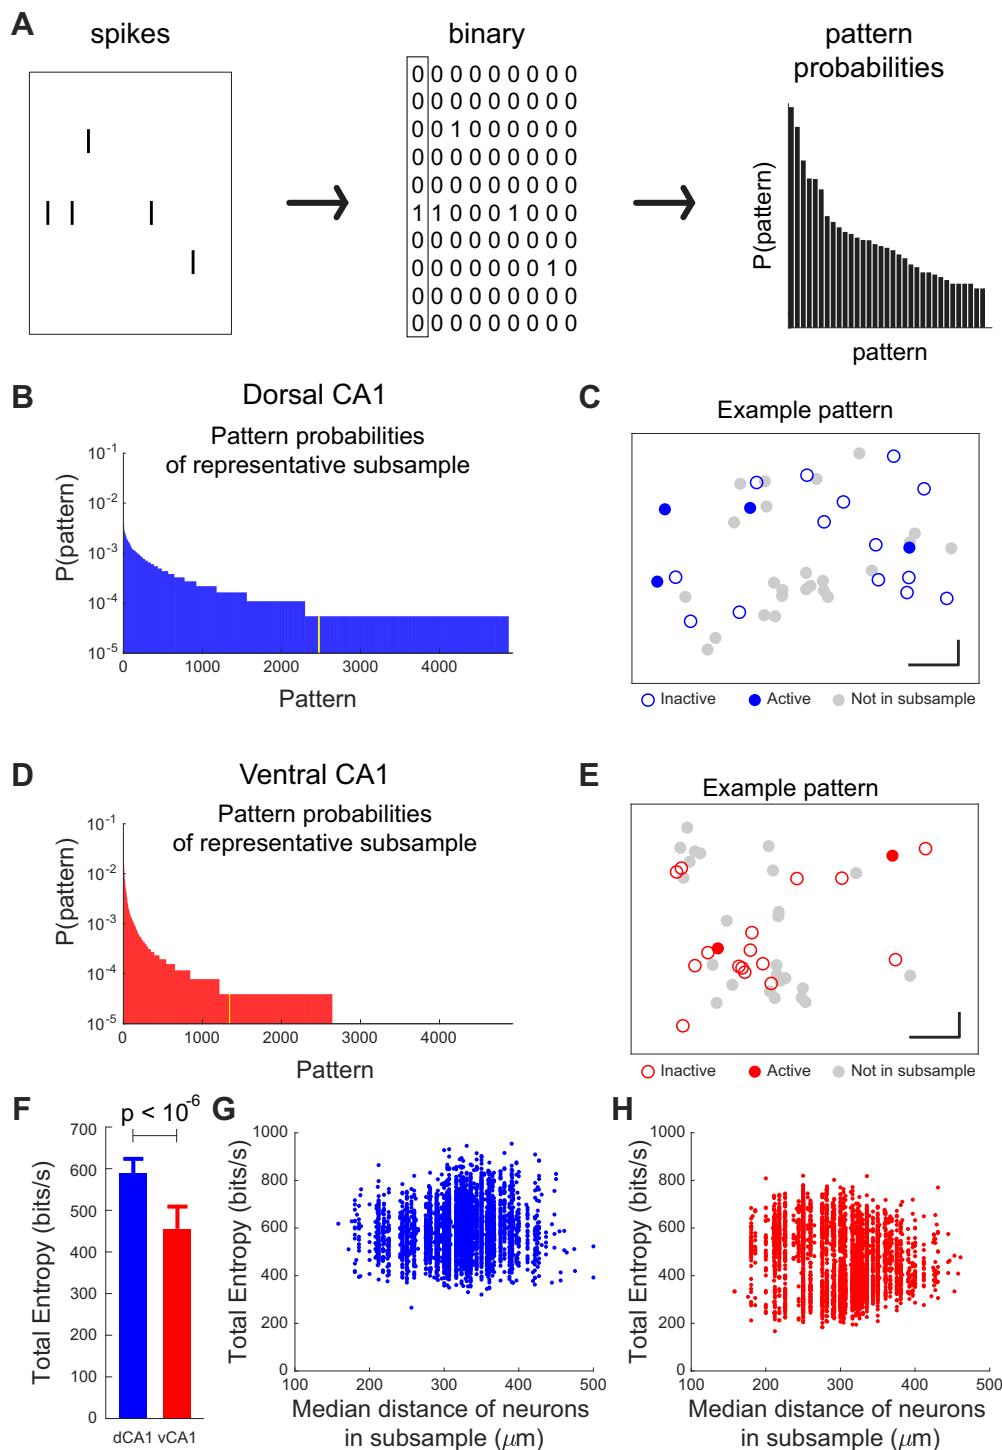 A
spikes
binary
pattern
probabilities
0 0 0 0 0 0 0 0 0
0 0 0 0 0 0 0 0 0
0 0 1 0 0 0 0 0 0
0 0 0 0 0 0 0 0 0
0 0 0 0 0 0 0 0 0
1 1 0 0 0 1 0 0 0
0 0 0 0 0 0 0 0 0
0 0 0 0 0 0 0 1 0
0 0 0 0 0 0 0 0 0
0 0 0 0 0 0 0 0 0
P(pattern)
pattern
B
Dorsal CA1
Pattern probabilities
of representative subsample
P(pattern)
10-1
10-2
10-3
10-4
10-5
0 1000 2000 3000 4000
Pattern
C
Example pattern
Inactive Active Not in subsample
D
Ventral CA1
Pattern probabilities
of representative subsample
P(pattern)
10-1
10-2
10-3
10-4
10-5
0 1000 2000 3000 4000
Pattern
E
Example pattern
Inactive Active Not in subsample
F
p < 10-6
Total Entropy (bits/s)
700
600
500
400
300
200
100
0
dCA1 vCA1
G
Total Entropy (bits/s)
1000
800
600
400
200
0
100 200 300 400 500
Median distance of neurons
in subsample (μm)
H
Total Entropy (bits/s)
1000
800
600
400
200
0
100 200 300 400 500
Median distance of neurons
in subsample (μm)